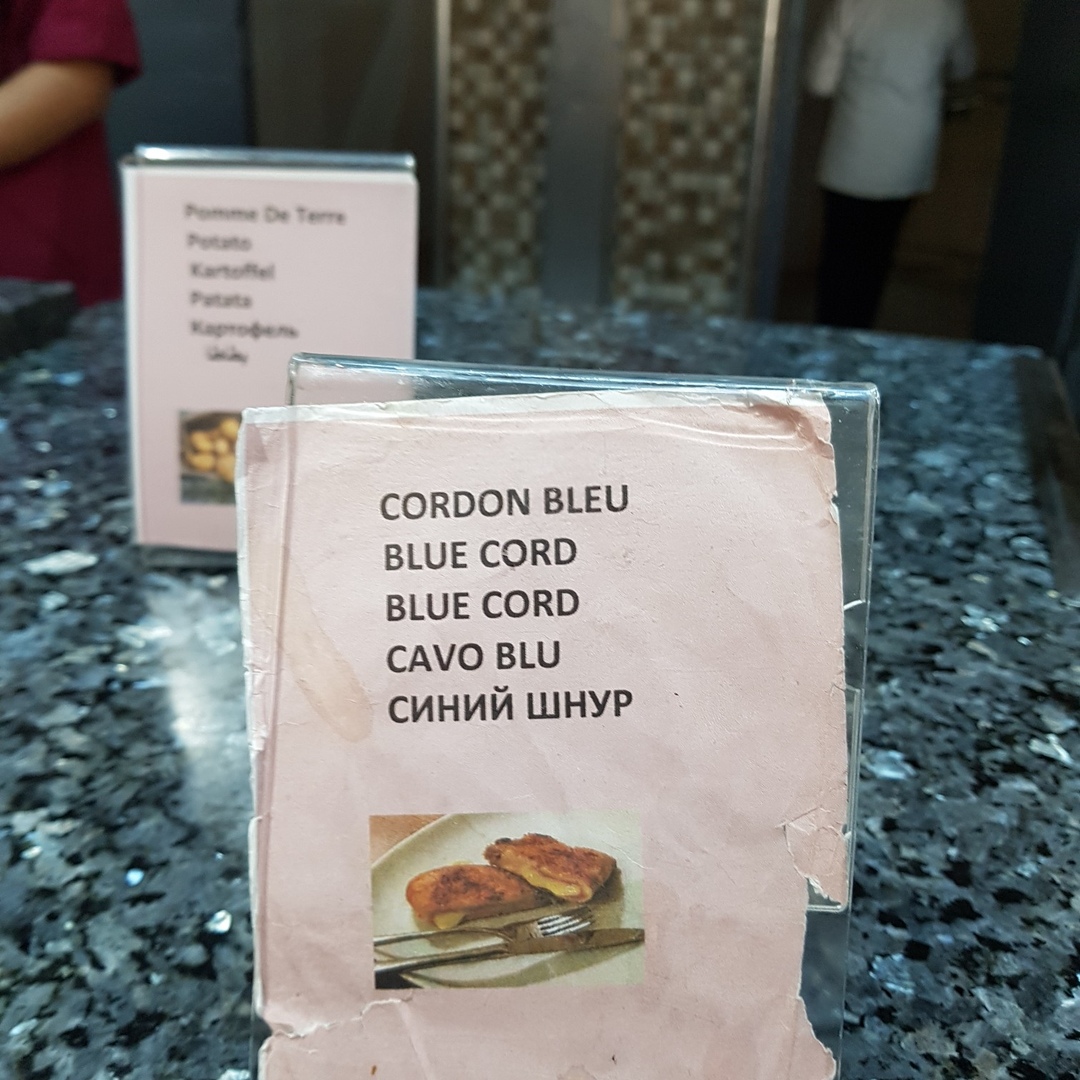 Pomme De Terre
Potato
Kartoffel
Patata
Картофель
CORDON BLEU
BLUE CORD
BLUE CORD
CAVO BLU
СИНИЙ ШНУР